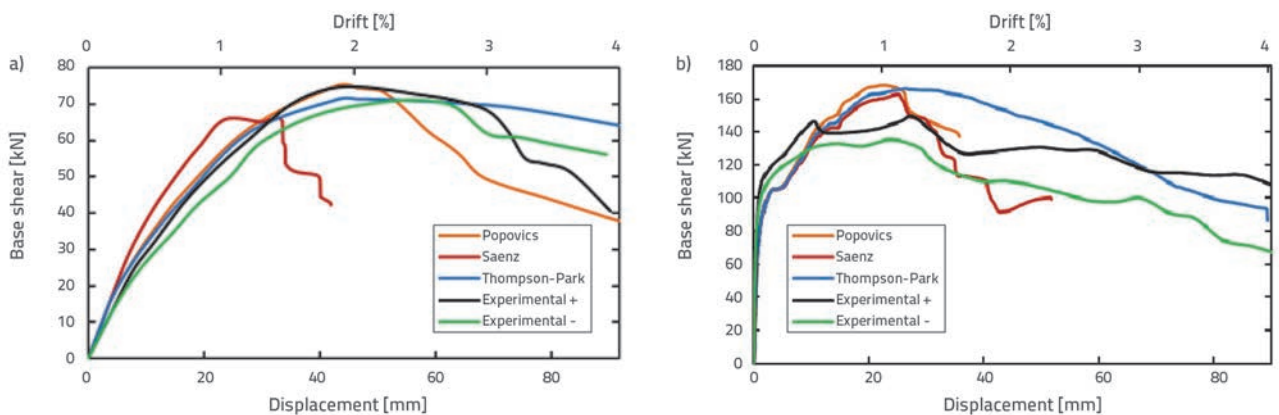 a)
Drift [%]
0 1 2 3 4
Base shear [kN]
80
70
60
50
40
30
20
10
0
Popovics
Saenz
Thompson-Park
Experimental +
Experimental -
0 20 40 60 80
Displacement [mm]
b)
Drift [%]
0 1 2 3 4
Base shear [kN]
180
160
140
120
100
80
60
40
20
0
Popovics
Saenz
Thompson-Park
Experimental +
Experimental -
0 20 40 60 80
Displacement [mm]